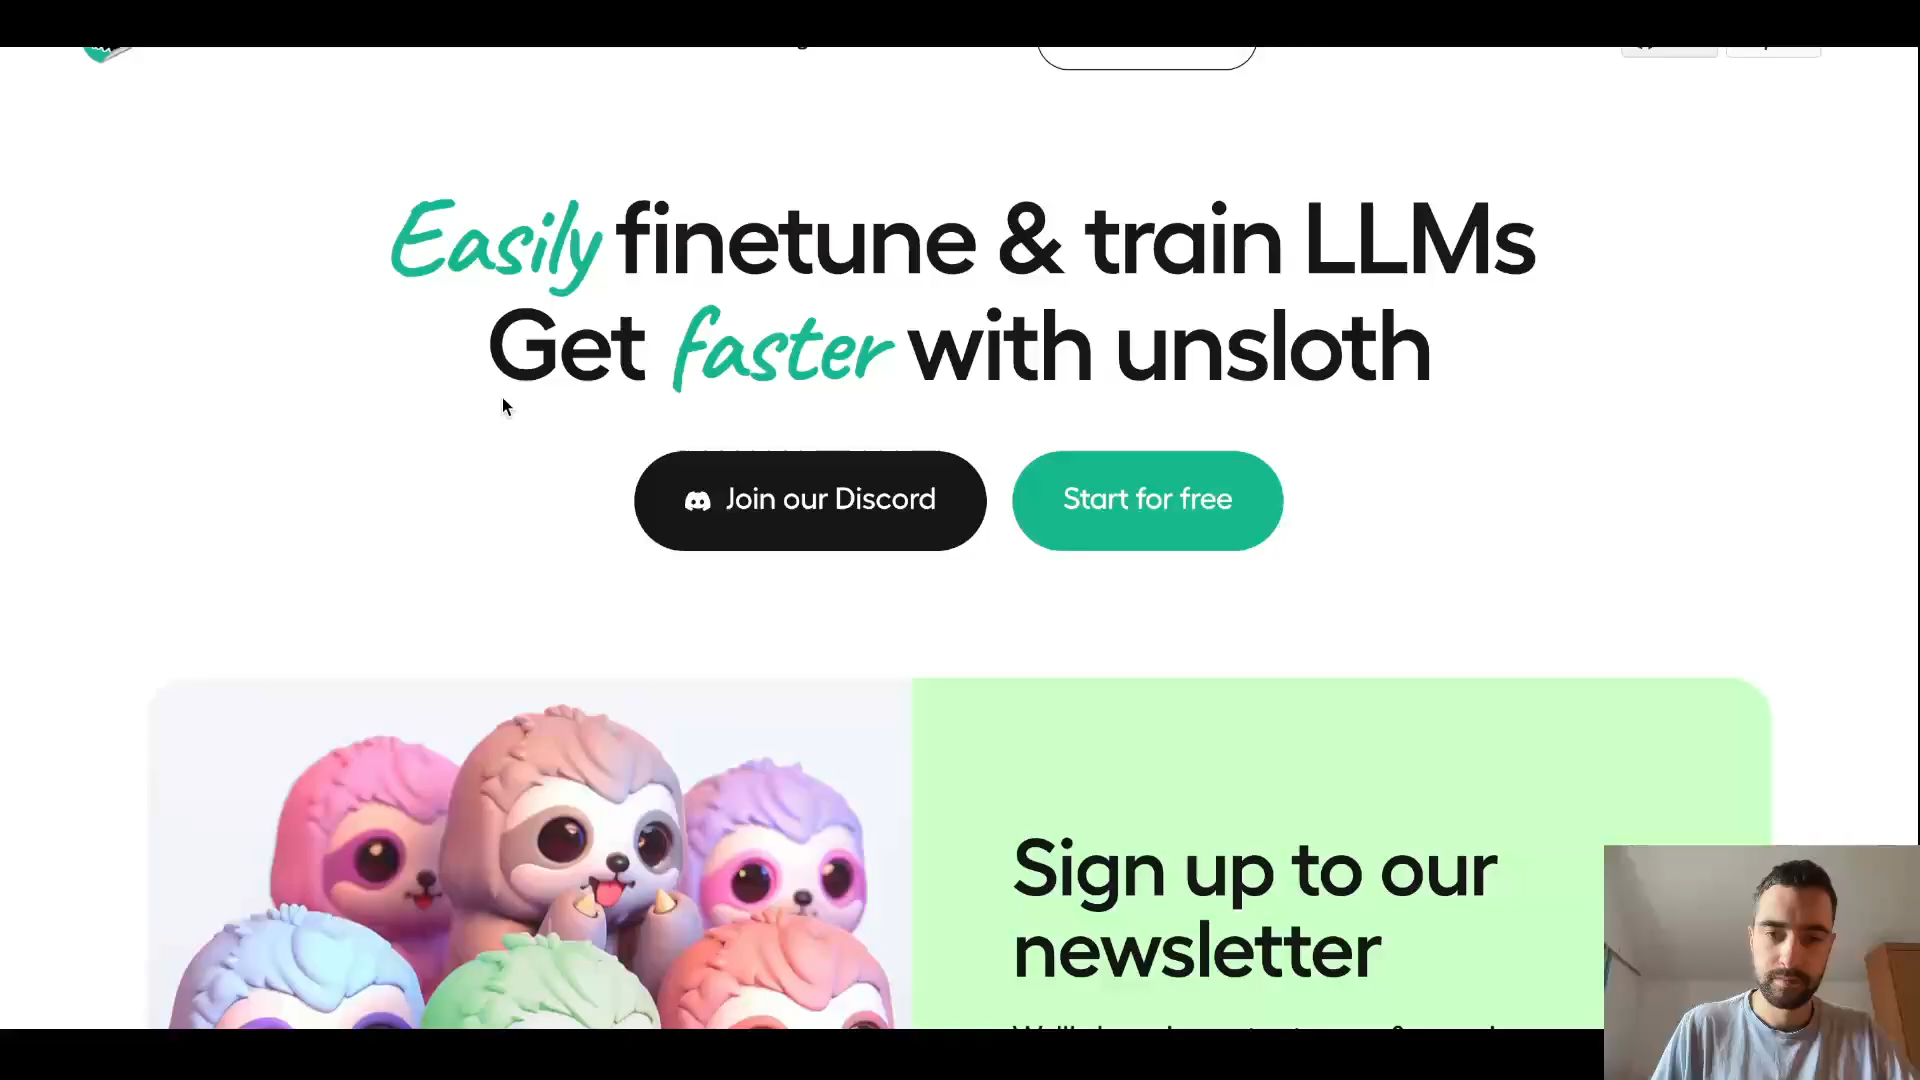 Easily finetune & train LLMs
Get faster with unsloth
Join our Discord
Start for free
Sign up to our
newsletter